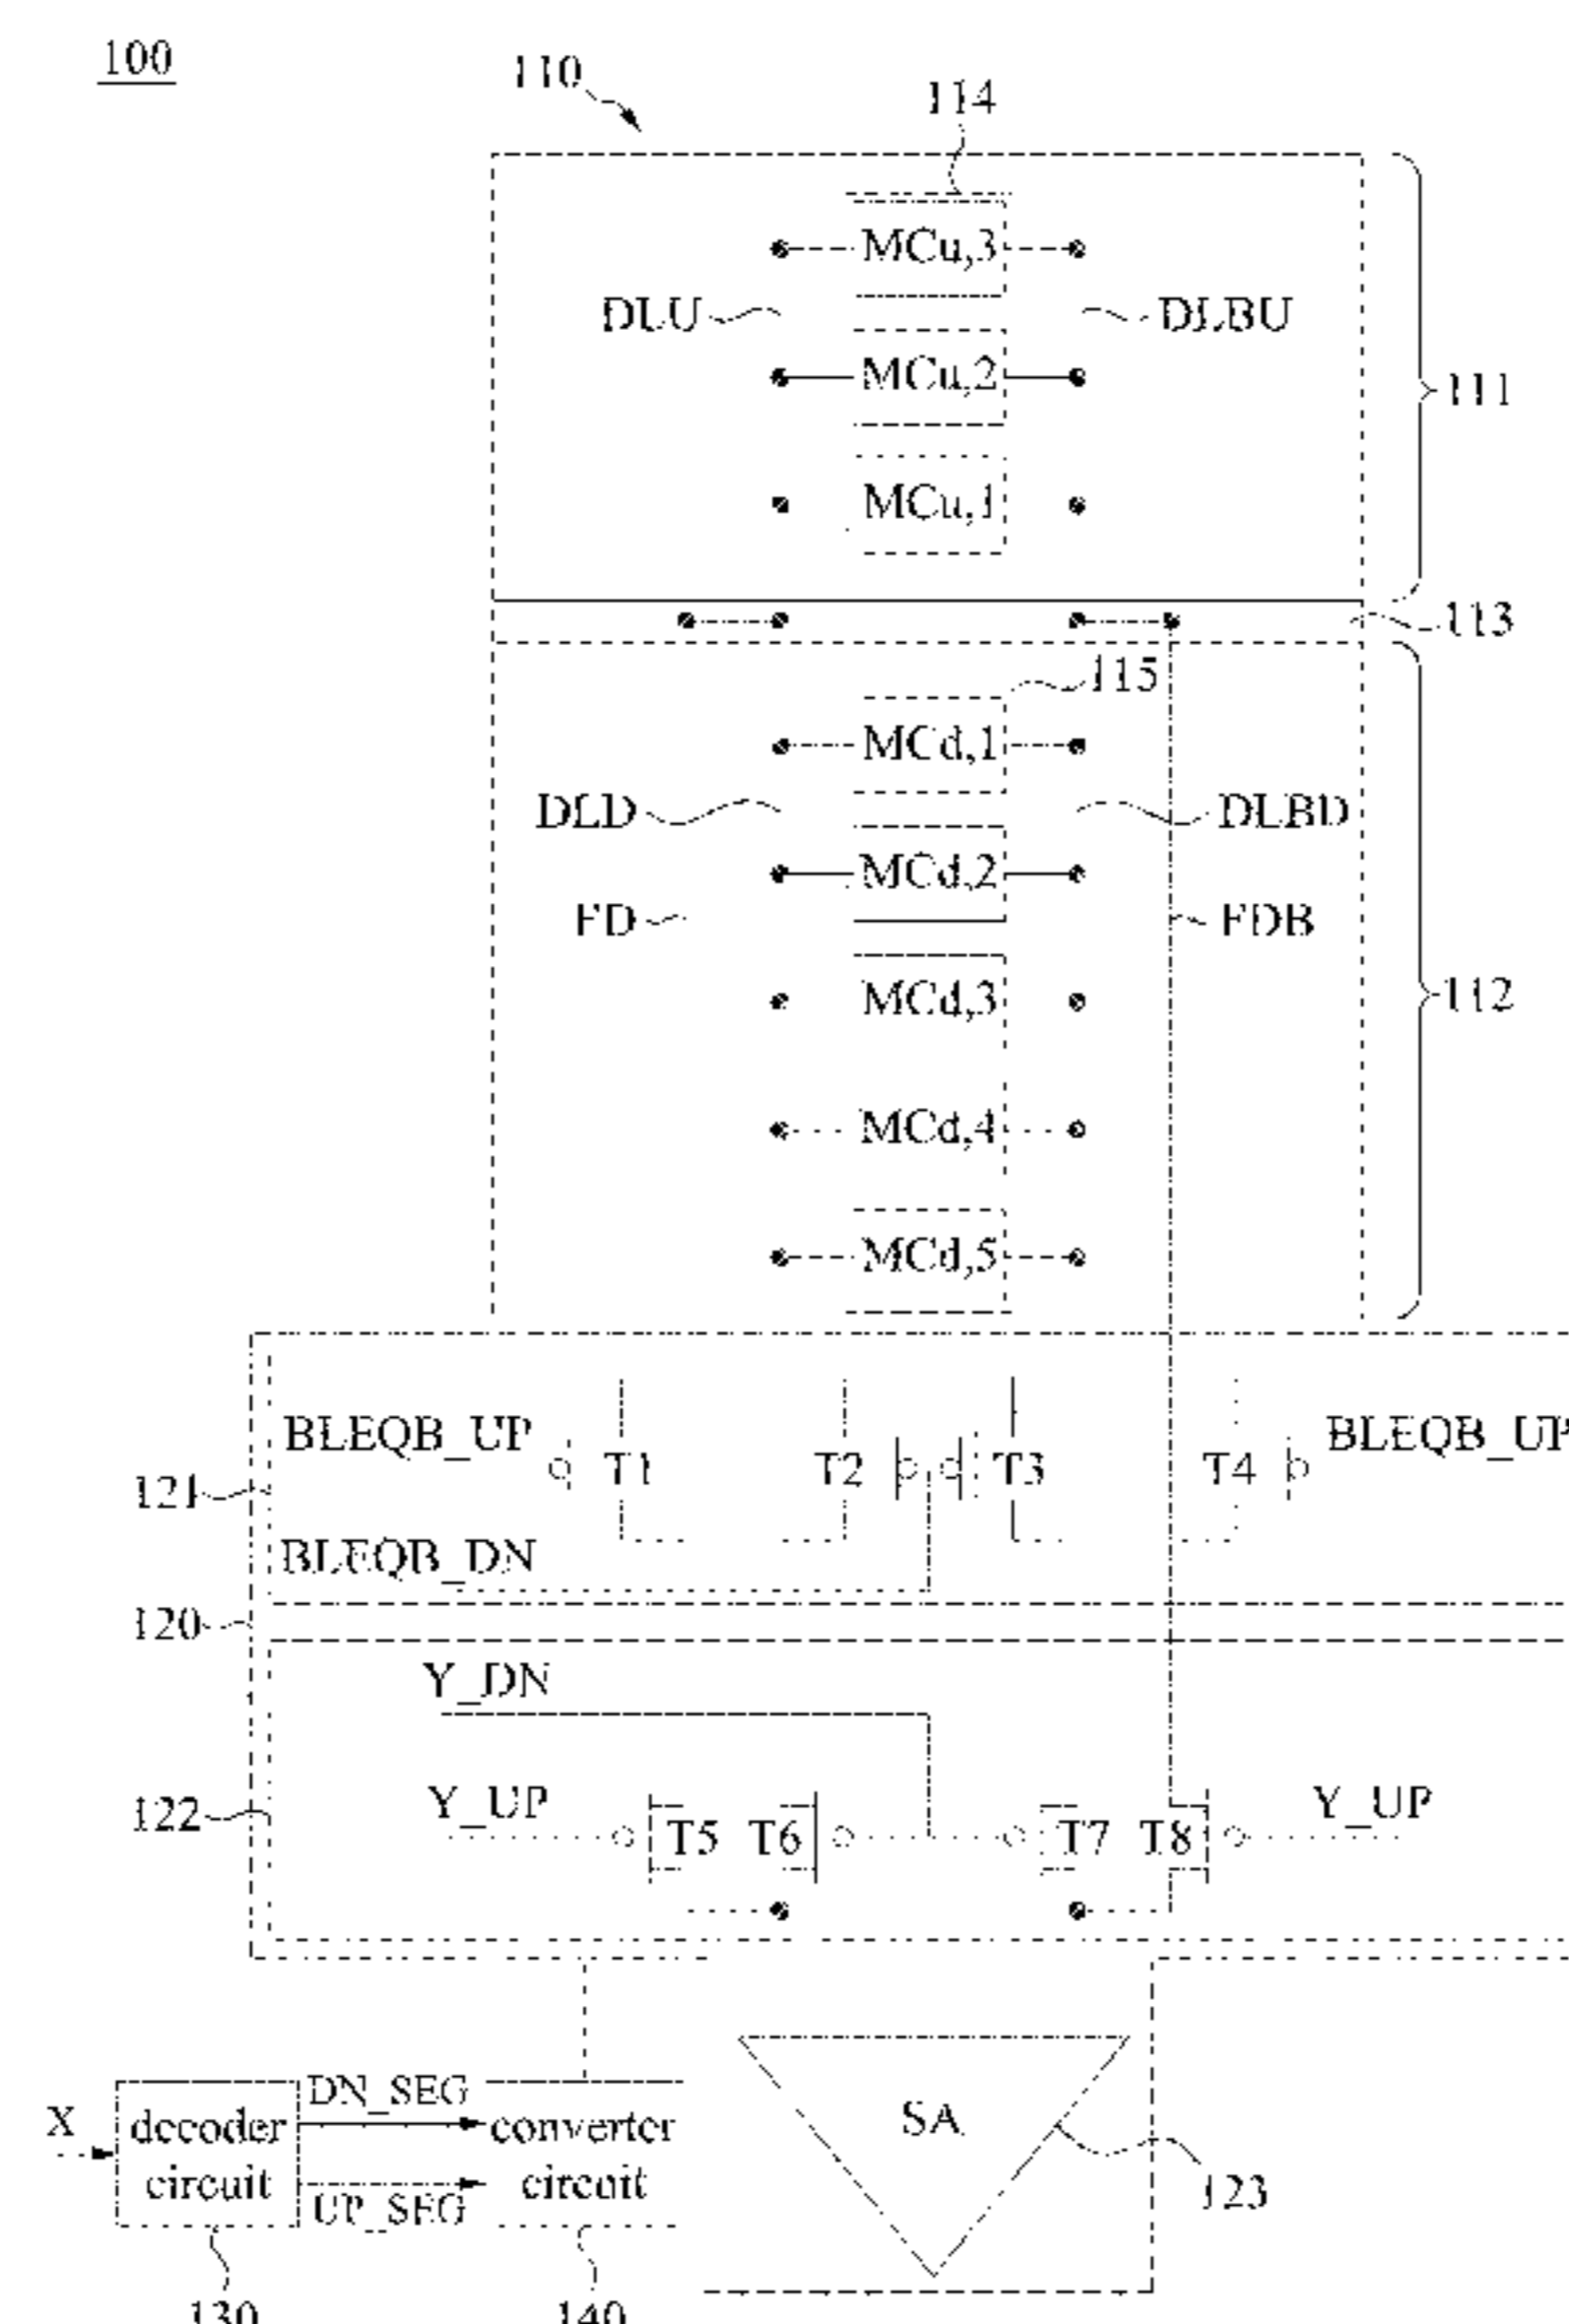 100
110
114
MCu,3
DLU
DLBU
MCu,2
111
MCu,1
113
115
MCd,1
DLD
DLBD
MCd,2
FD
FDB
MCd,3
112
MCd,4
MCd,5
BLEQB_UP
BLEQB_UP
T1
T2
T3
T4
121
BLEQB_DN
120
Y_DN
122
Y_UP
Y_UP
T5
T6
T7
T8
X
decoder circuit
DN_SEG
UP_SEG
converter circuit
SA
123
130
140